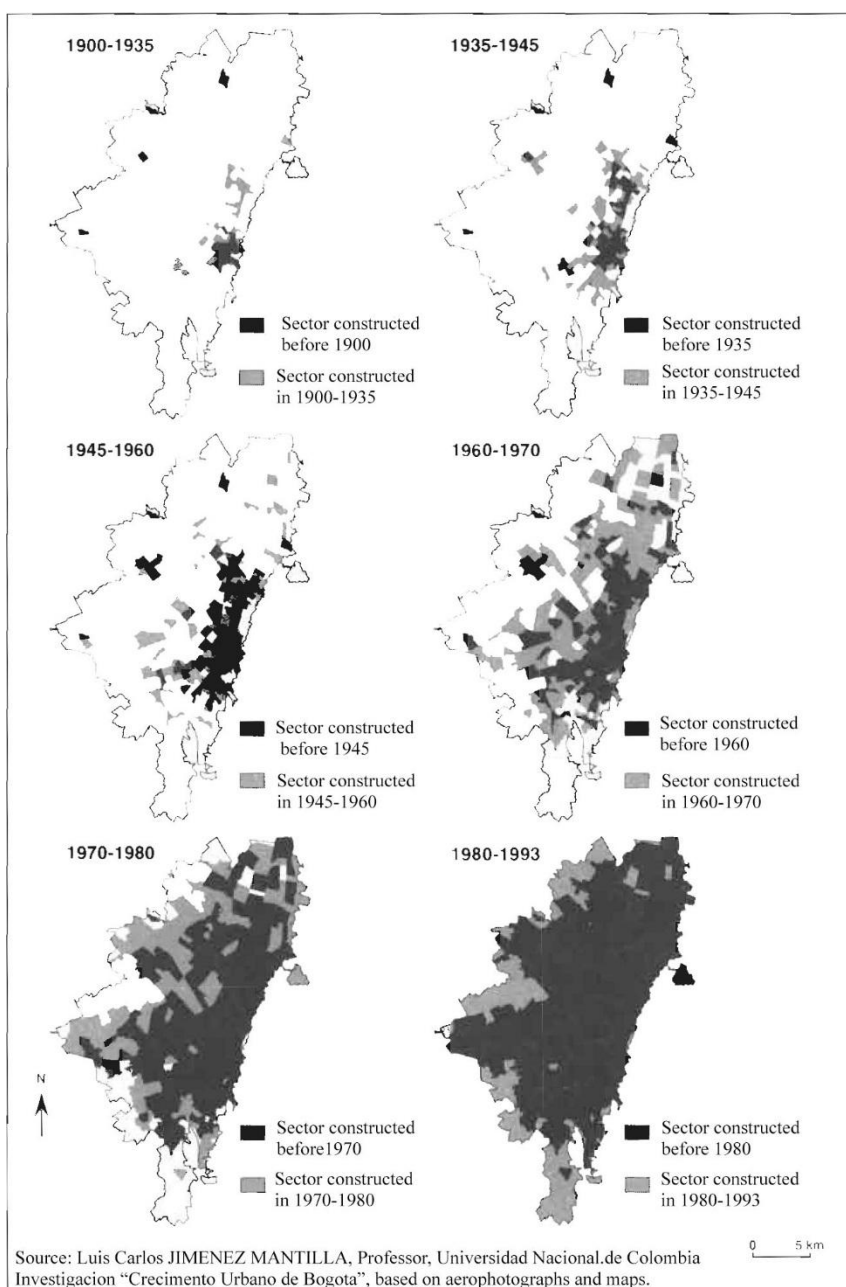 1900-1935
Sector constructed
before 1900
Sector constructed
in 1900-1935
1935-1945
Sector constructed
before 1935
Sector constructed
in 1935-1945
1945-1960
Sector constructed
before 1945
Sector constructed
in 1945-1960
1960-1970
Sector constructed
before 1960
Sector constructed
in 1960-1970
1970-1980
N
Sector constructed
before1970
Sector constructed
in 1970-1980
1980-1993
Sector constructed
before 1980
Sector constructed
in 1980-1993
0 5 km
Source: Luis Carlos JIMENEZ MANTILLA, Professor, Universidad Nacional.de Colombia
Investigacion “Crecimento Urbano de Bogota”, based on aerophotographs and maps.